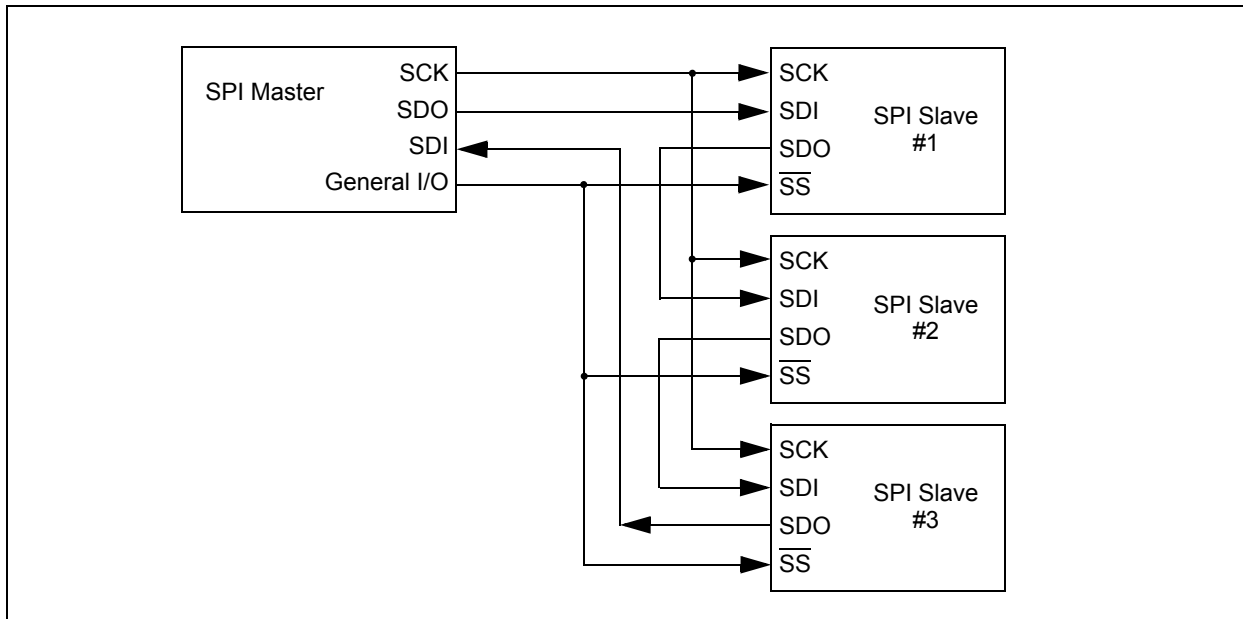 SPI Master
SCK
SDO
SDI
General I/O
SCK
SDI
SDO
SS
SPI Slave
#1
SCK
SDI
SDO
SS
SPI Slave
#2
SCK
SDI
SDO
SS
SPI Slave
#3